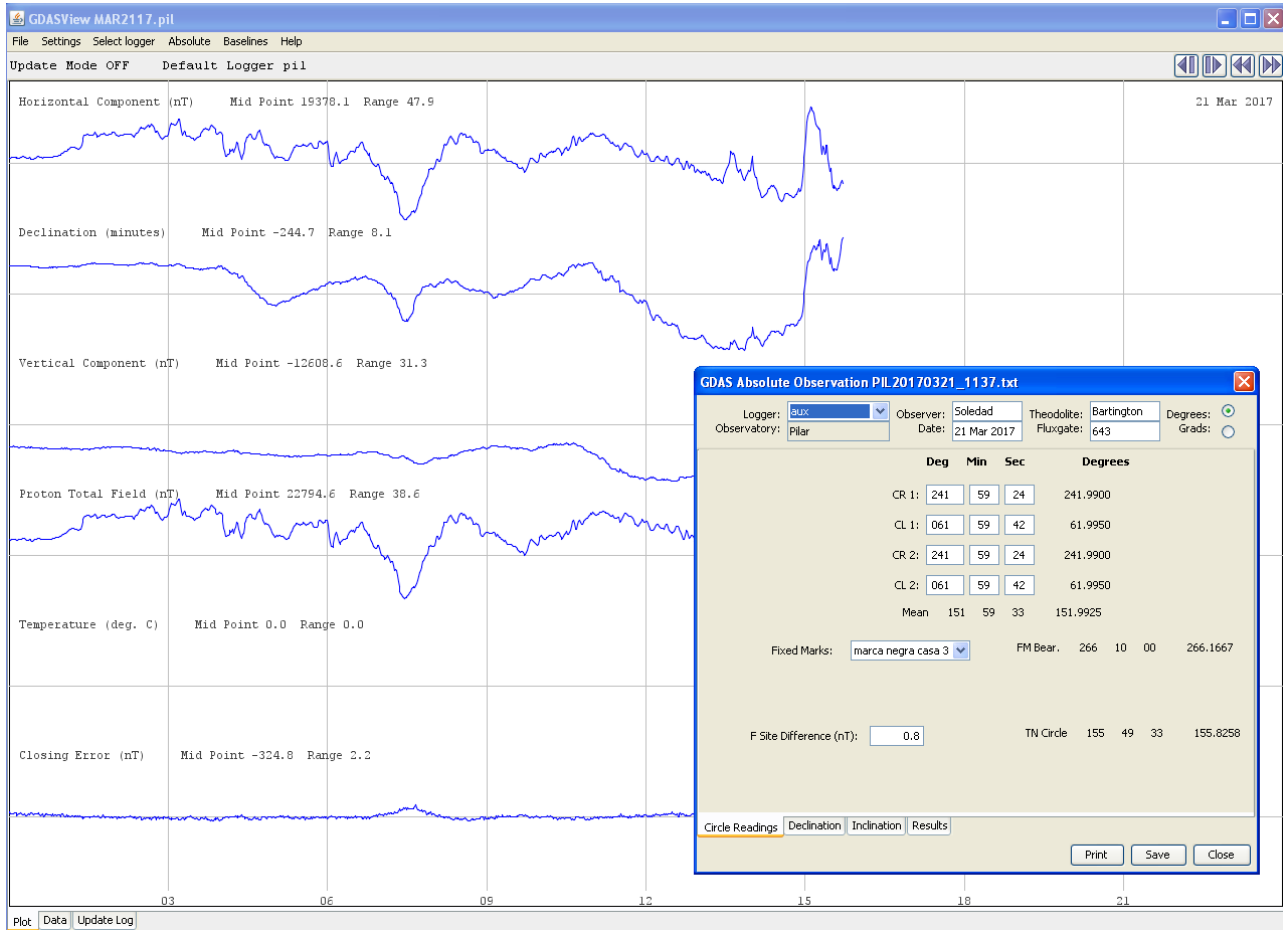 GDASView MAR2117.pil
File Settings Select logger Absolute Baselines Help
Update Mode OFF Default Logger pil
Horizontal Component (nT) Mid Point 19378.1 Range 47.9 21 Mar 2017
Declination (minutes) Mid Point -244.7 Range 8.1
Vertical Component (nT) Mid Point -12608.6 Range 31.3
Proton Total Field (nT) Mid Point 22794.6 Range 38.6
Temperature (deg. C) Mid Point 0.0 Range 0.0
Closing Error (nT) Mid Point -324.8 Range 2.2
03 06 09 12 15 18 21
Plot Data Update Log
GDAS Absolute Observation PIL20170321_1137.txt
Logger: aux Observer: Soledad Theodolite: Bartington Degrees:
Observatory: Pilar Date: 21 Mar 2017 Fluxgate: 643 Grads:
Deg Min Sec Degrees
CR 1: 241 59 24 241.9900
CL 1: 061 59 42 61.9950
CR 2: 241 59 24 241.9900
CL 2: 061 59 42 61.9950
Mean 151 59 33 151.9925
Fixed Marks: marca negra casa 3 FM Bear. 266 10 00 266.1667
F Site Difference (nT): 0.8 TN Circle 155 49 33 155.8258
Circle Readings Declination Inclination Results
Print Save Close